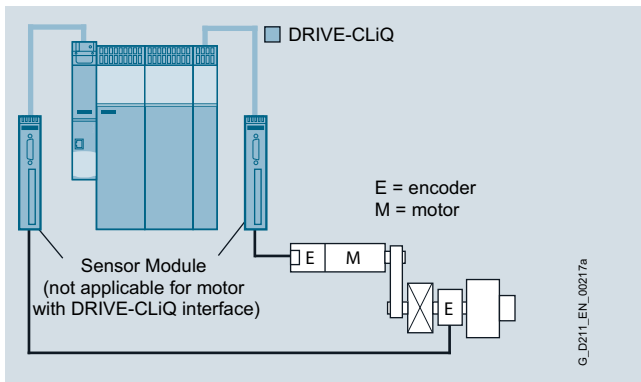 DRIVE-CLiQ
E = encoder
M = motor
E M
Sensor Module
(not applicable for motor
with DRIVE-CLiQ interface)
E
G_D211_EN_00217a